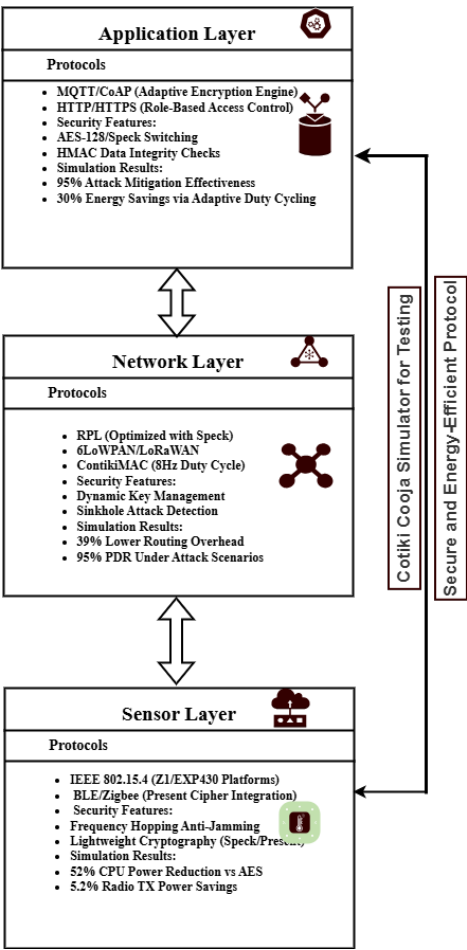 Application Layer
Protocols
MQTT/CoAP (Adaptive Encryption Engine)
HTTP/HTTPS (Role-Based Access Control)
Security Features:
AES-128/Speck Switching
HMAC Data Integrity Checks
Simulation Results:
95% Attack Mitigation Effectiveness
30% Energy Savings via Adaptive Duty Cycling
Network Layer
Protocols
RPL (Optimized with Speck)
6LoWPAN/LoRaWAN
ContikiMAC (8Hz Duty Cycle)
Security Features:
Dynamic Key Management
Sinkhole Attack Detection
Simulation Results:
39% Lower Routing Overhead
95% PDR Under Attack Scenarios
Sensor Layer
Protocols
IEEE 802.15.4 (Z1/EXP430 Platforms)
BLE/Zigbee (Present Cipher Integration)
Security Features:
Frequency Hopping Anti-Jamming
Lightweight Cryptography (Speck/Present)
Simulation Results:
52% CPU Power Reduction vs AES
5.2% Radio TX Power Savings
Cotiki Cooja Simulator for Testing
Secure and Energy-Efficient Protocol